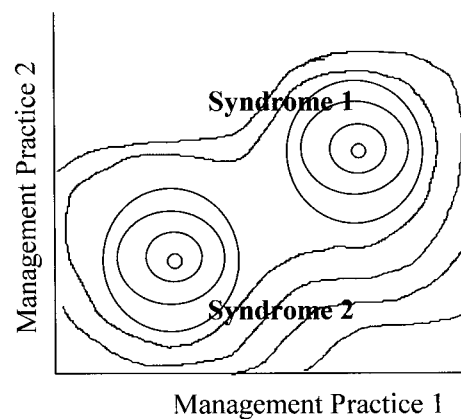 Management Practice 2
Syndrome 1
Syndrome 2
Management Practice 1